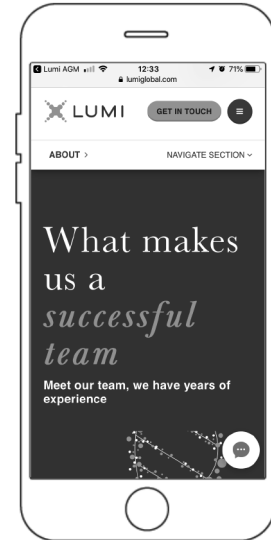 Lumi AGM 12:33 71%
lumiglobal.com
LUMI GET IN TOUCH
ABOUT > NAVIGATE SECTION
What makes
us a
successful
team
Meet our team, we have years of
experience